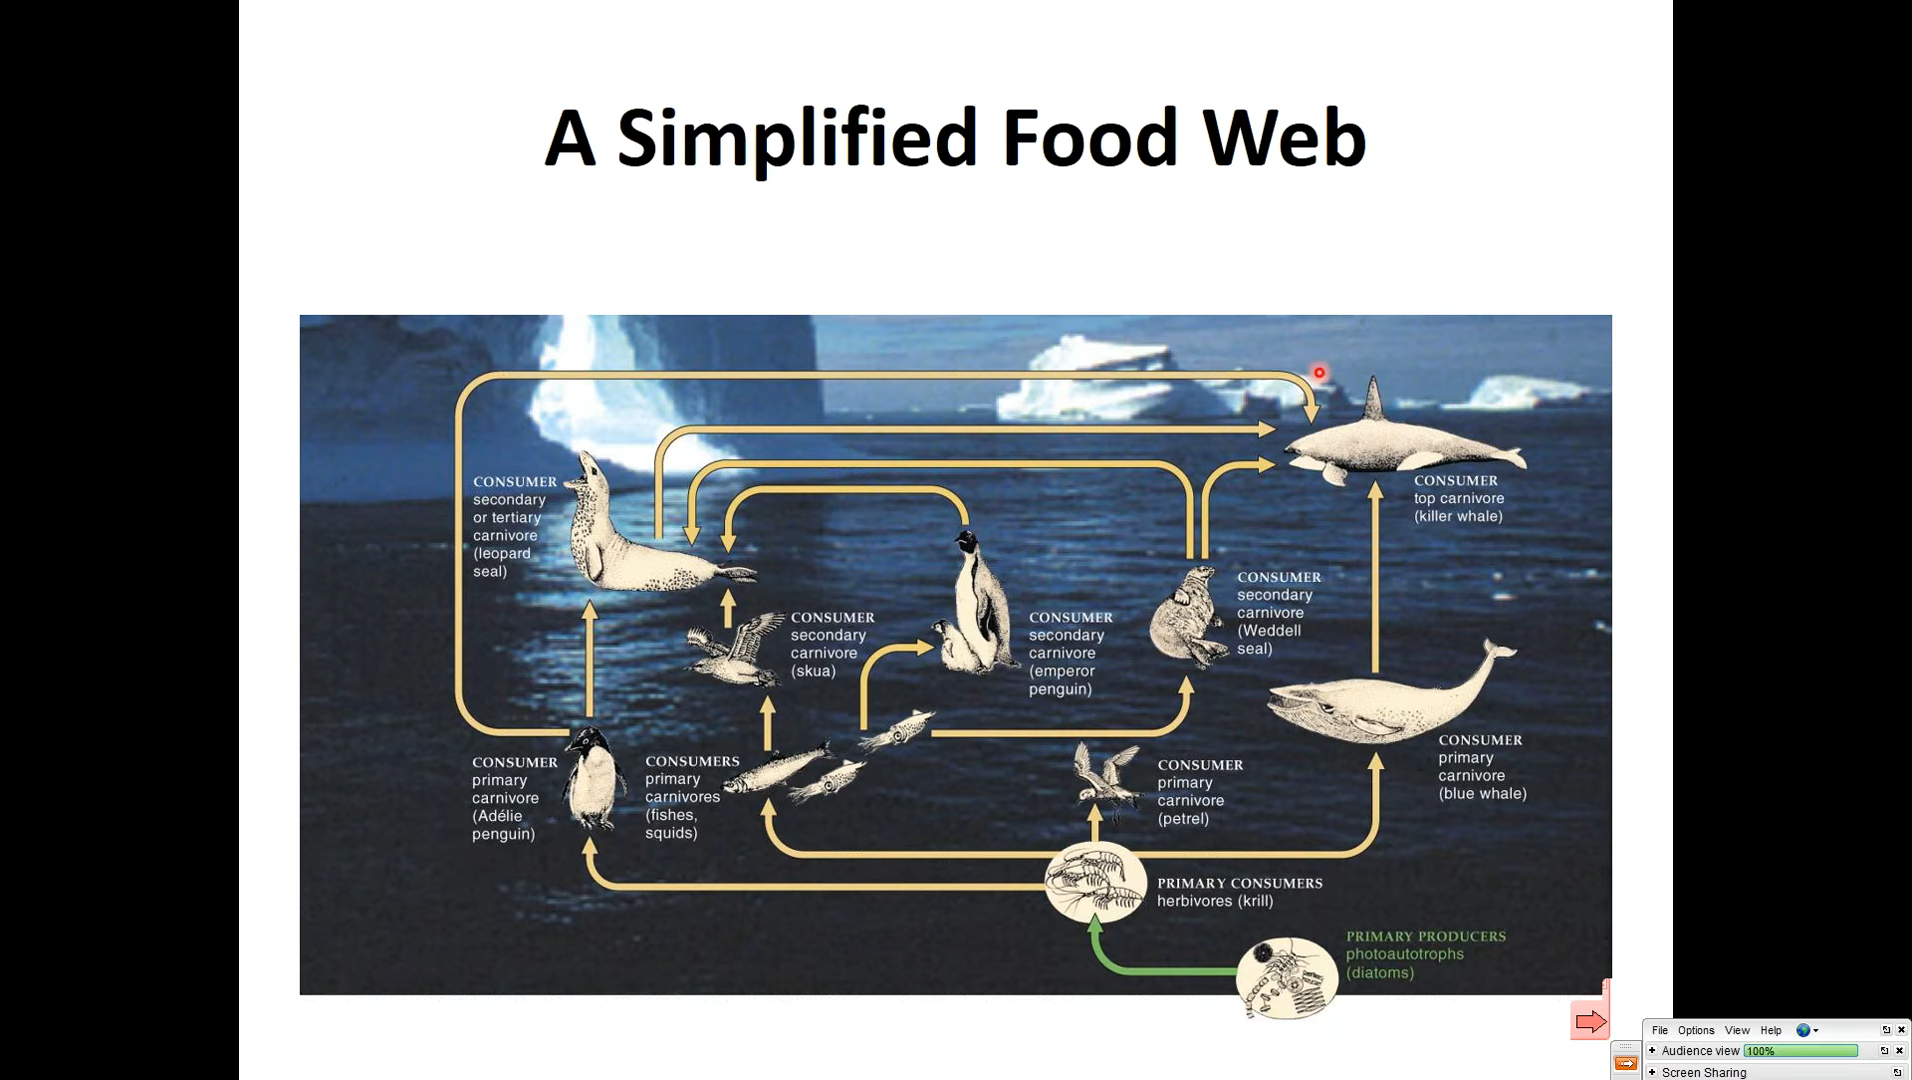 A Simplified Food Web
CONSUMER
secondary
or tertiary
carnivore
(leopard
seal)
CONSUMER
top carnivore
(killer whale)
CONSUMER
secondary
carnivore
(skua)
CONSUMER
secondary
carnivore
(emperor
penguin)
CONSUMER
secondary
carnivore
(Weddell
seal)
CONSUMER
primary
carnivore
(Adélie
penguin)
CONSUMERS
primary
carnivores
(fishes,
squids)
CONSUMER
primary
carnivore
(petrel)
CONSUMER
primary
carnivore
(blue whale)
PRIMARY CONSUMERS
herbivores (krill)
PRIMARY PRODUCERS
photoautotrophs
(diatoms)
File Options View Help
Audience view 100%
Screen Sharing